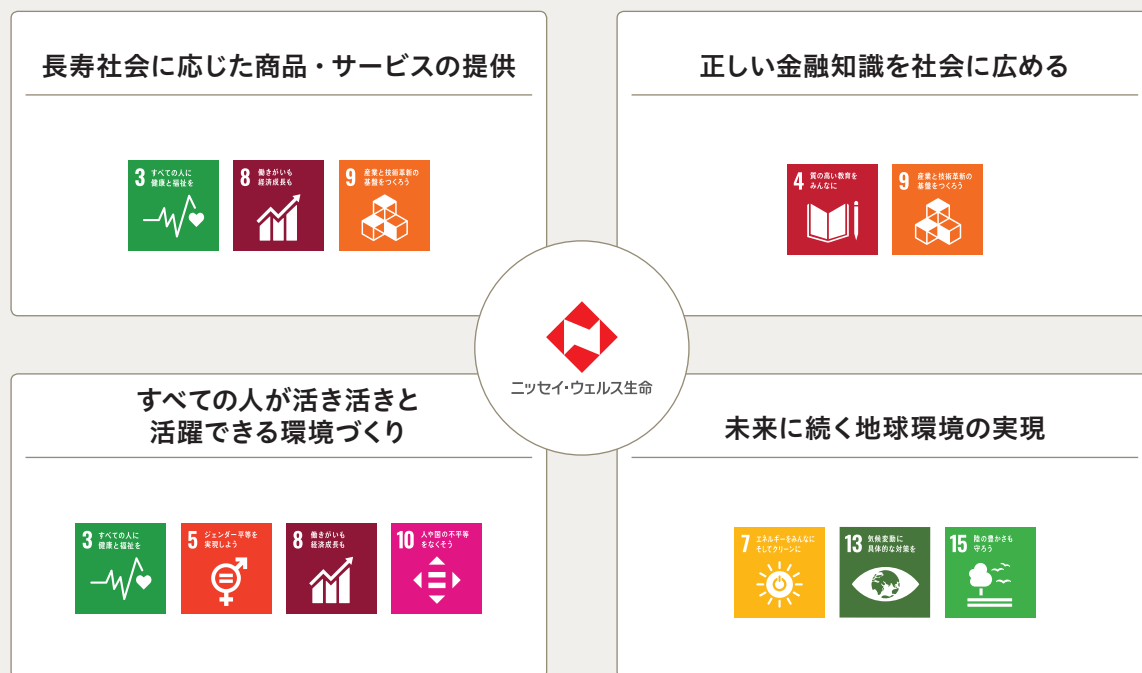 長寿社会に応じた商品・サービスの提供
3 すべての人に
健康と福祉を
8 働きがいも
経済成長も
9 産業と技術革新の
基盤をつくろう
正しい金融知識を社会に広める
4 質の高い教育を
みんなに
9 産業と技術革新の
基盤をつくろう
ニッセイ・ウェルス生命
すべての人が活き活きと
活躍できる環境づくり
3 すべての人に
健康と福祉を
5 ジェンダー平等を
実現しよう
8 働きがいも
経済成長も
10 人や国の不平等
をなくそう
未来に続く地球環境の実現
7 エネルギーをみんなに
そしてクリーンに
13 気候変動に
具体的な対策を
15 陸の豊かさも
守ろう